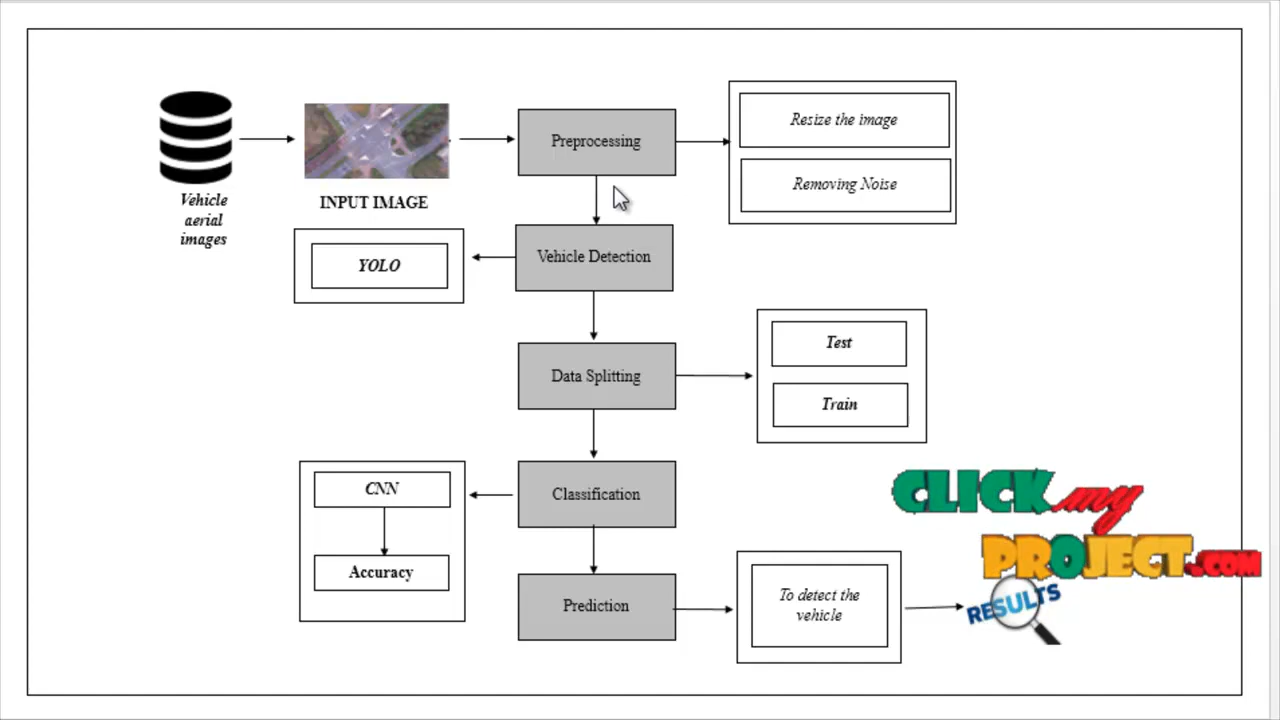 Vehicle
aerial
images
INPUT IMAGE
Preprocessing
Resize the image
Removing Noise
YOLO
Vehicle Detection
Data Splitting
Test
Train
CNN
Accuracy
Classification
Prediction
To detect the
vehicle
CLICK my
PROJECT.COM
RESULTS